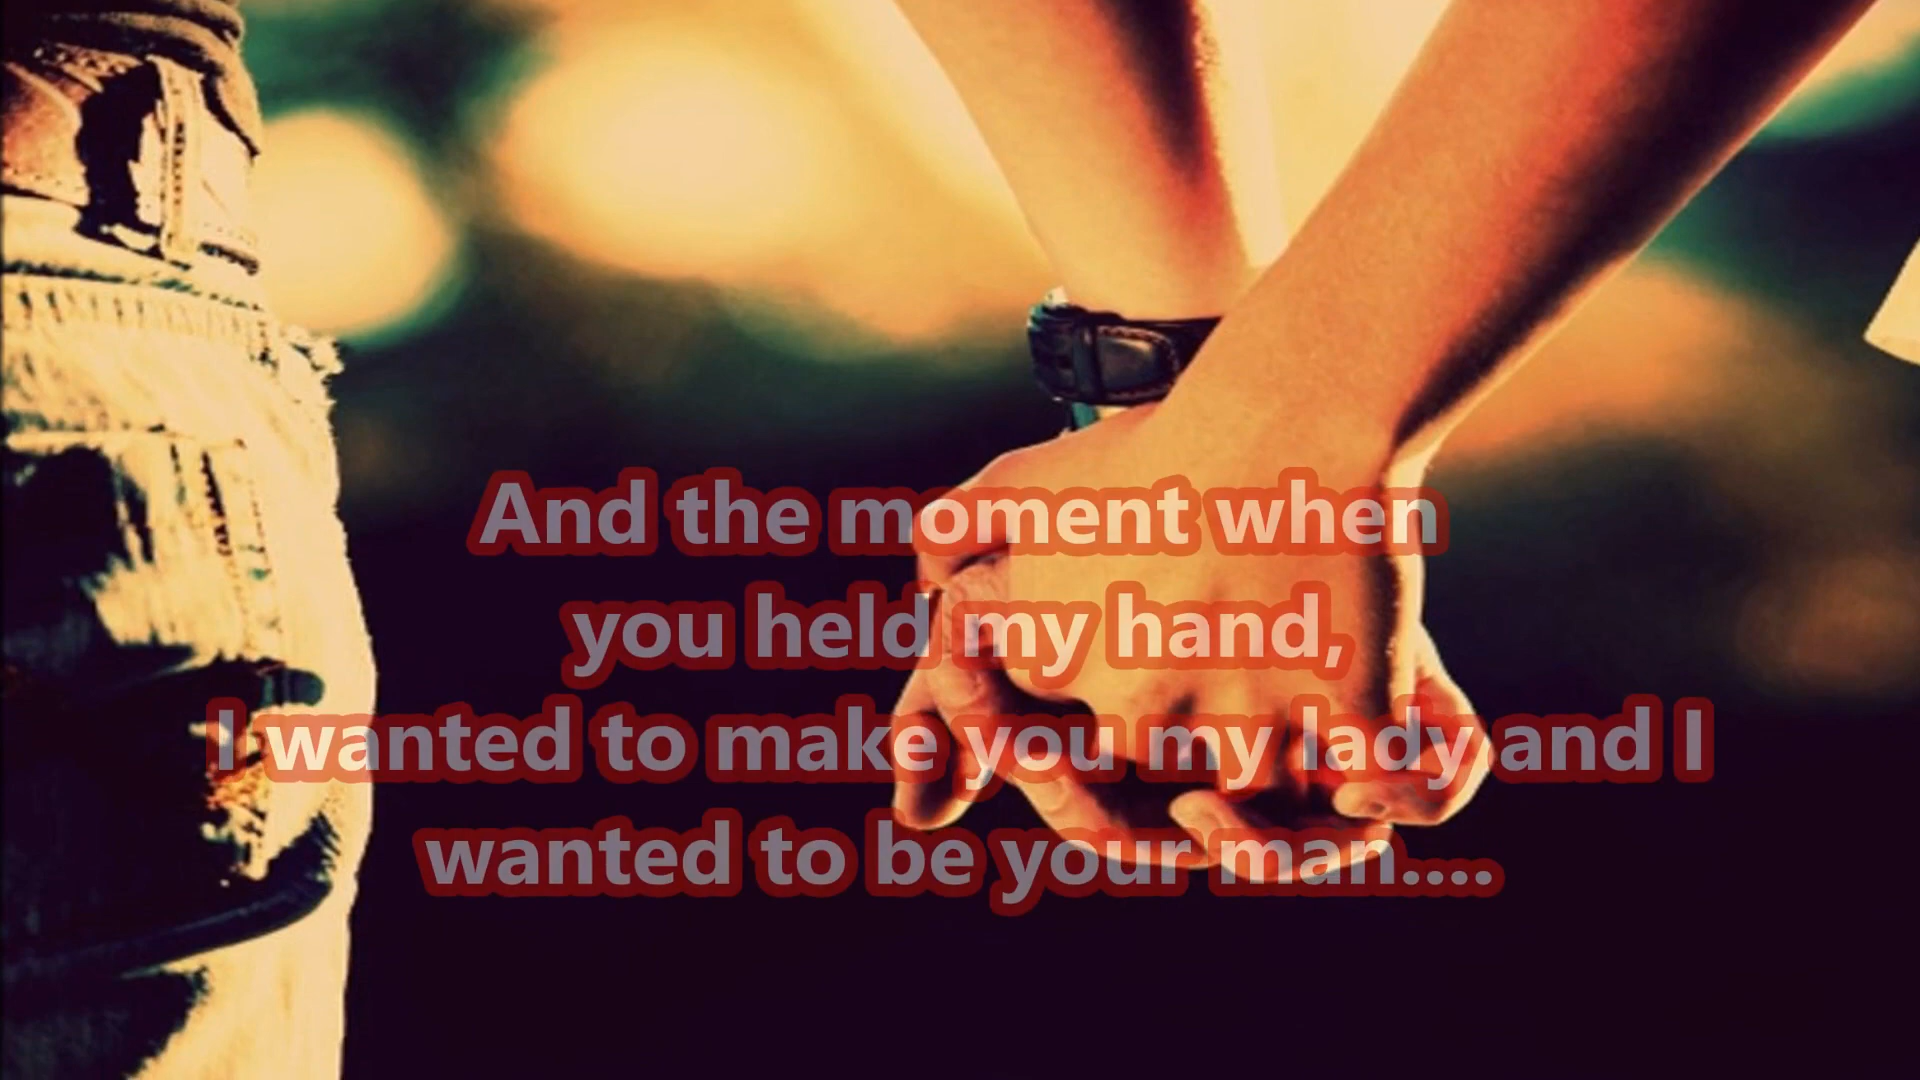 And the moment when
you held my hand,
I wanted to make you my lady and I
wanted to be your man....